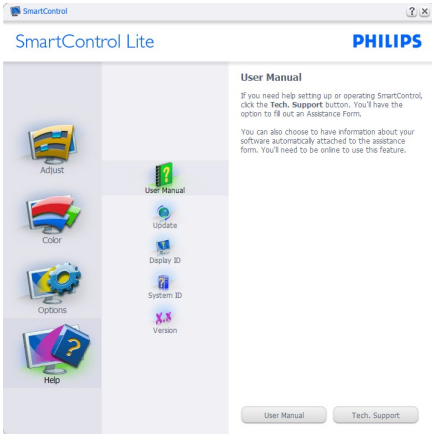 SmartControl
? ×
SmartControl Lite
PHILIPS
Adjust
Color
Options
Help
User Manual
Update
Display ID
System ID
X.X
Version
User Manual
If you need help setting up or operating SmartControl,
click the Tech. Support button. You'll have the
option to fill out an Assistance Form.
You can also choose to have information about your
software automatically attached to the assistance
form. You'll need to be online to use this feature.
User Manual
Tech. Support